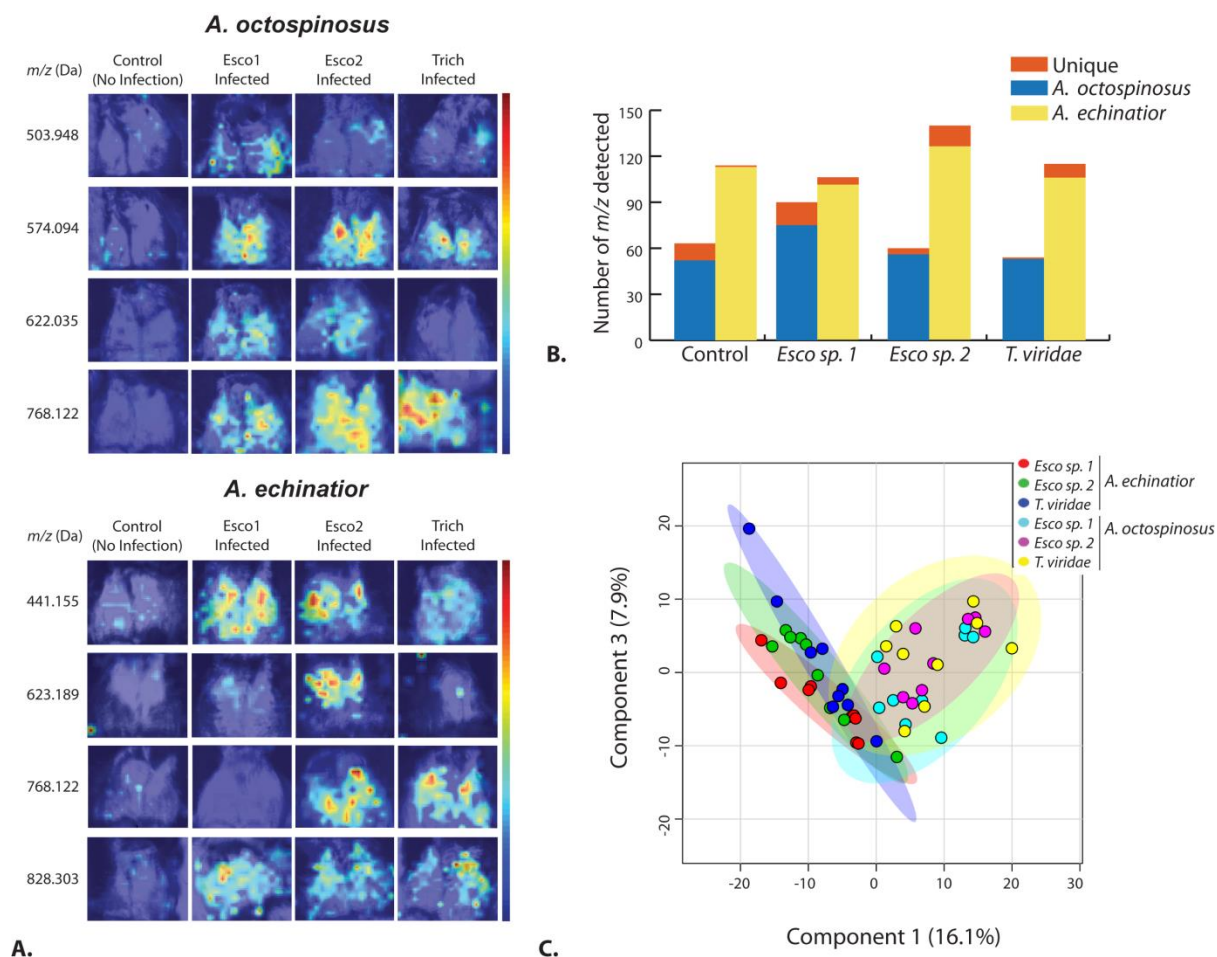 A. octospinosus
m/z (Da)
Control
(No Infection)
Esco1
Infected
Esco2
Infected
Trich
Infected
503.948
574.094
622.035
768.122
A. echinatior
m/z (Da)
Control
(No Infection)
Esco1
Infected
Esco2
Infected
Trich
Infected
441.155
623.189
768.122
828.303
A.
Unique
A. octospinosus
A. echinatior
Number of m/z detected
150
120
90
60
30
0
Control
Esco sp. 1
Esco sp. 2
T. viridae
B.
Esco sp. 1
Esco sp. 2
T. viridae
A. echinatior
Esco sp. 1
Esco sp. 2
T. viridae
A. octospinosus
Component 3 (7.9%)
20
10
0
-10
-20
-20
-10
0
10
20
30
Component 1 (16.1%)
C.